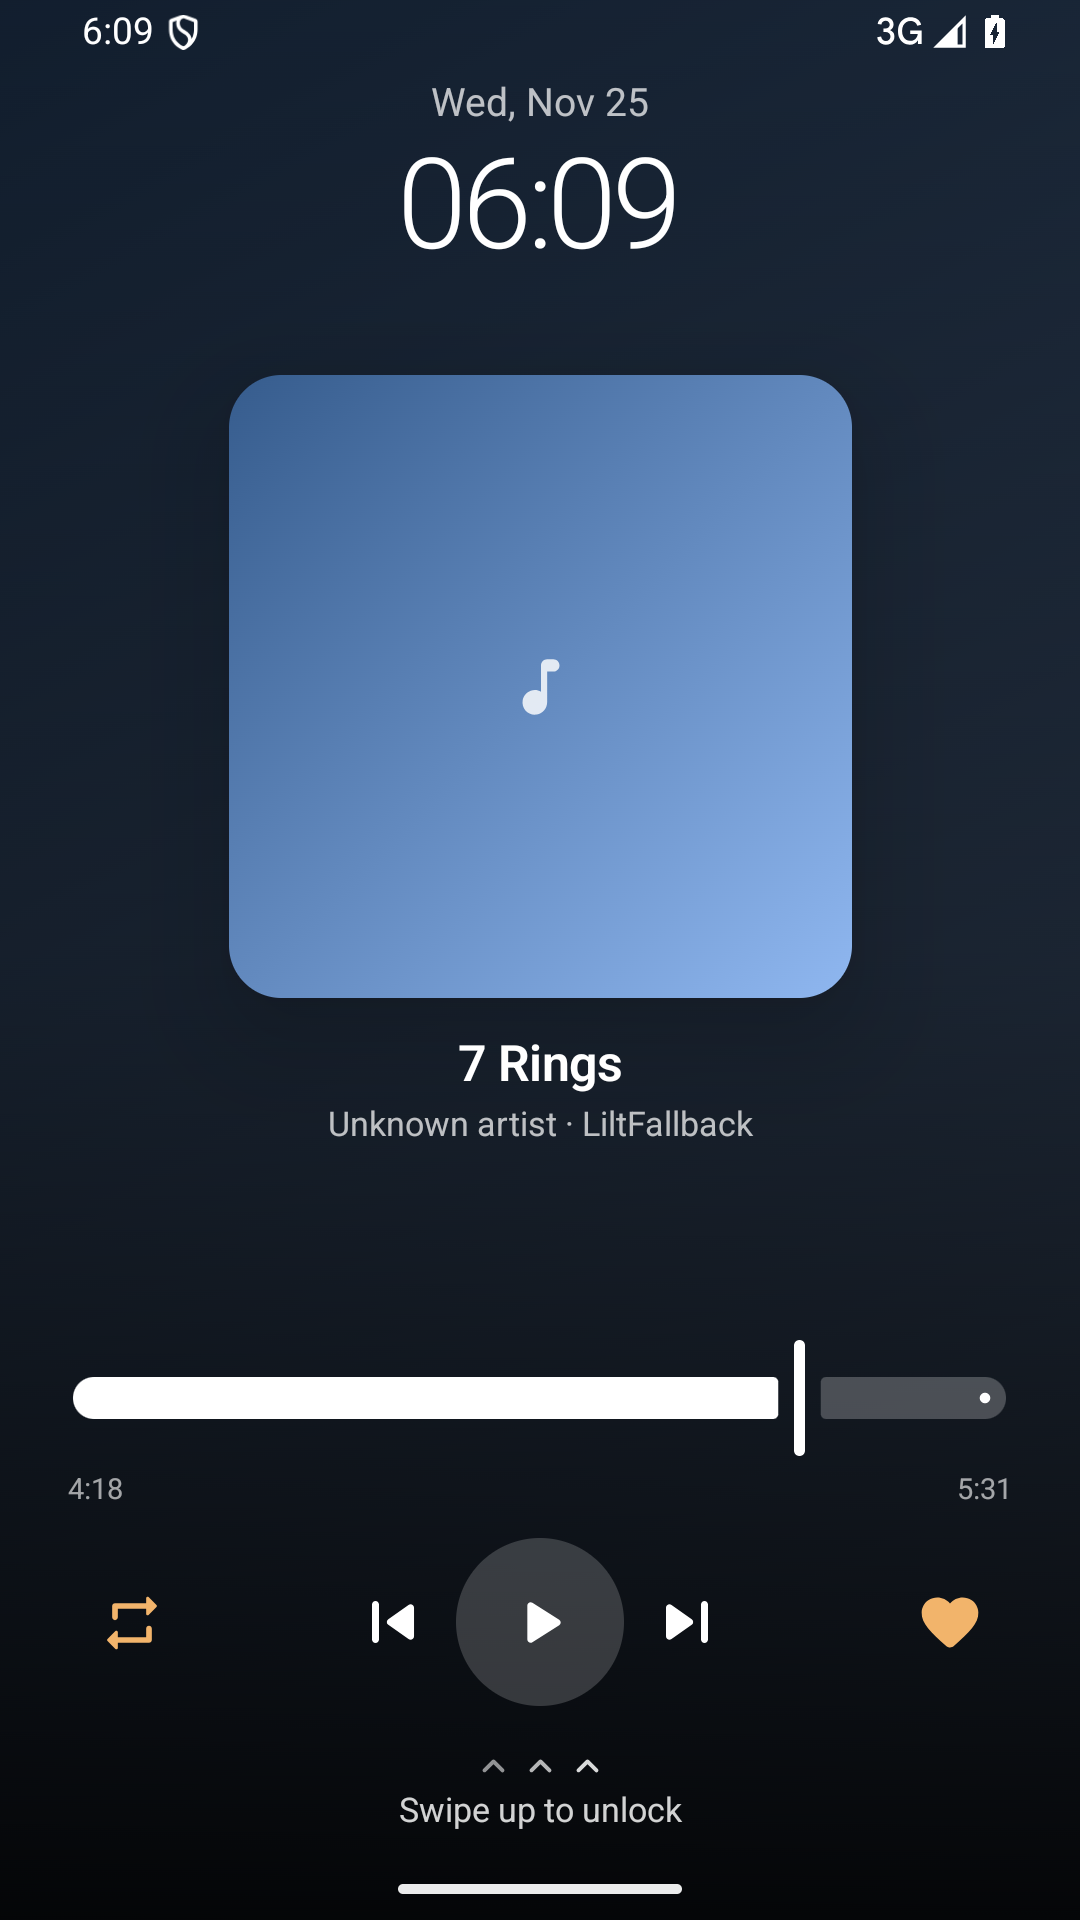 6:09
3G
Wed, Nov 25
06:09
7 Rings
Unknown artist · LiltFallback
4:18
5:31
Swipe up to unlock